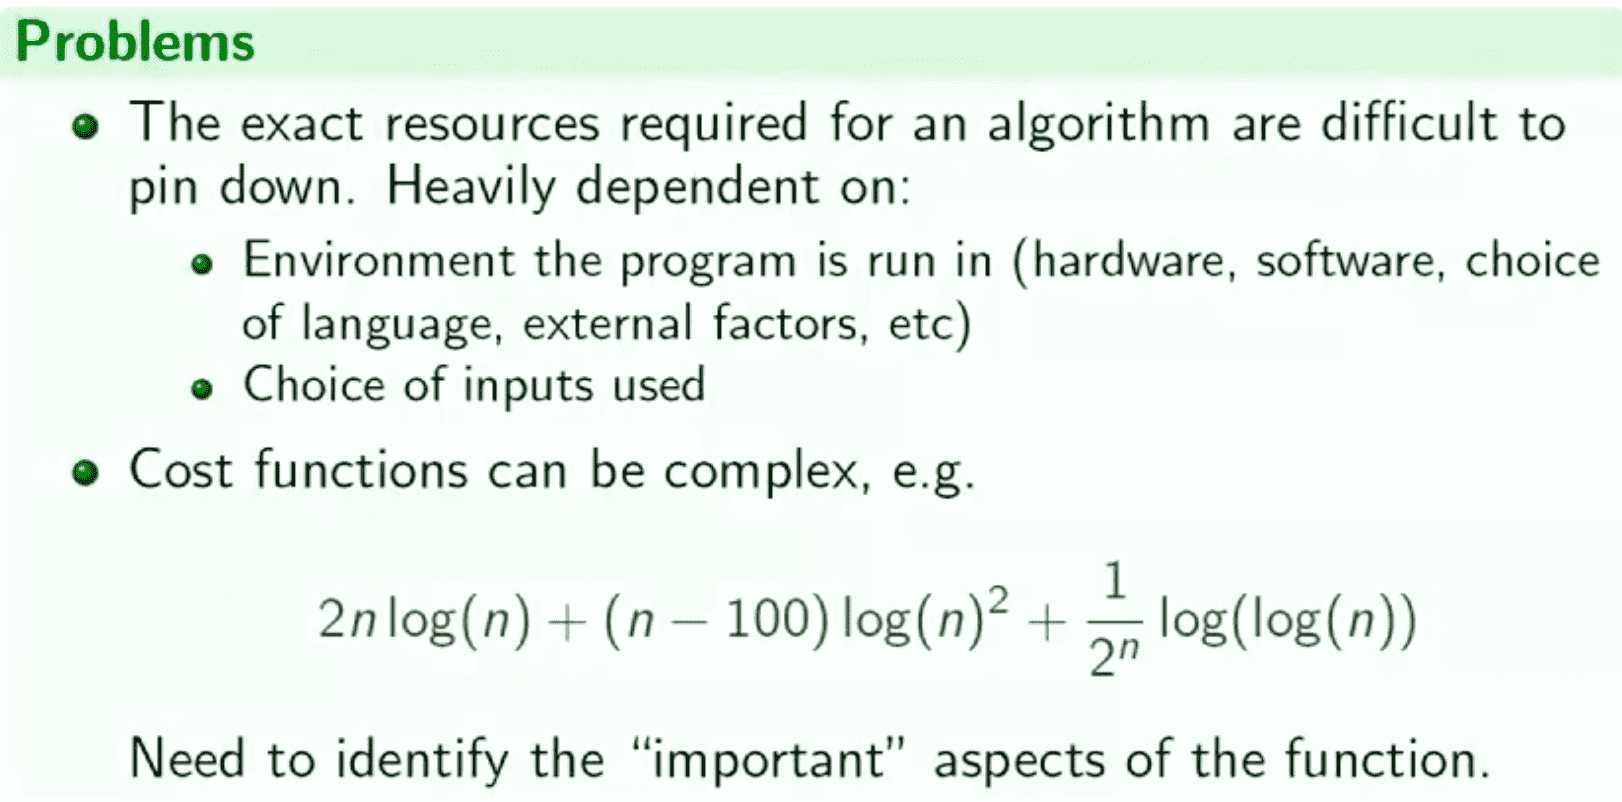 Problems
The exact resources required for an algorithm are difficult to
pin down. Heavily dependent on:
Environment the program is run in (hardware, software, choice
of language, external factors, etc)
Choice of inputs used
Cost functions can be complex, e.g.
2n log(n) + (n − 100) log(n)² + 1/2ⁿ log(log(n))
Need to identify the “important” aspects of the function.